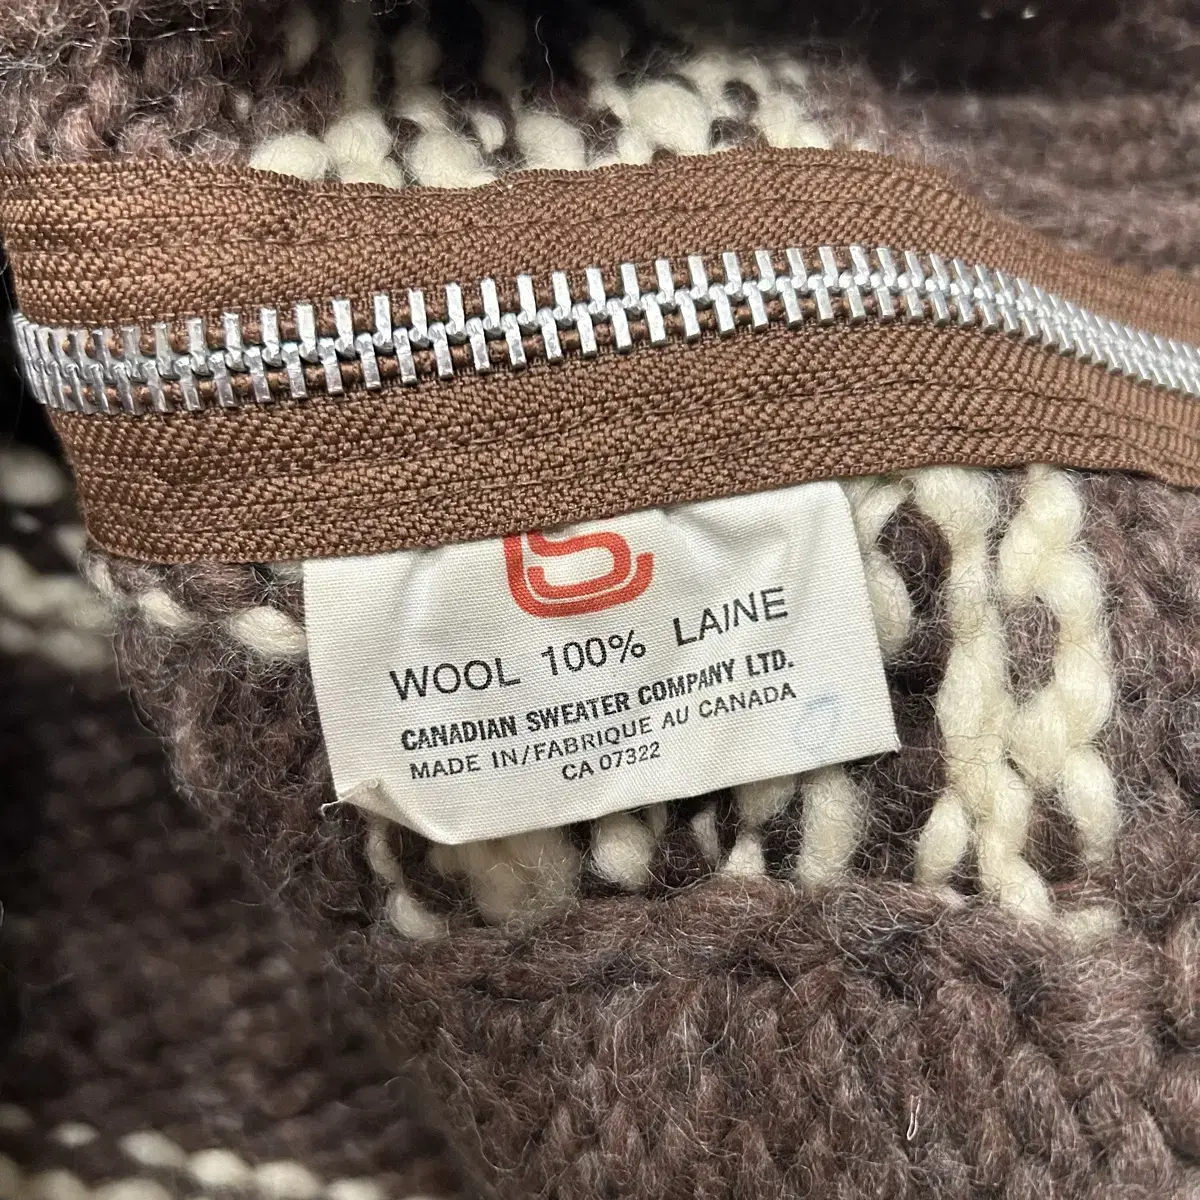 WOOL 100% LAINE
CANADIAN SWEATER COMPANY LTD.
MADE IN/FABRIQUE AU CANADA
CA 07322